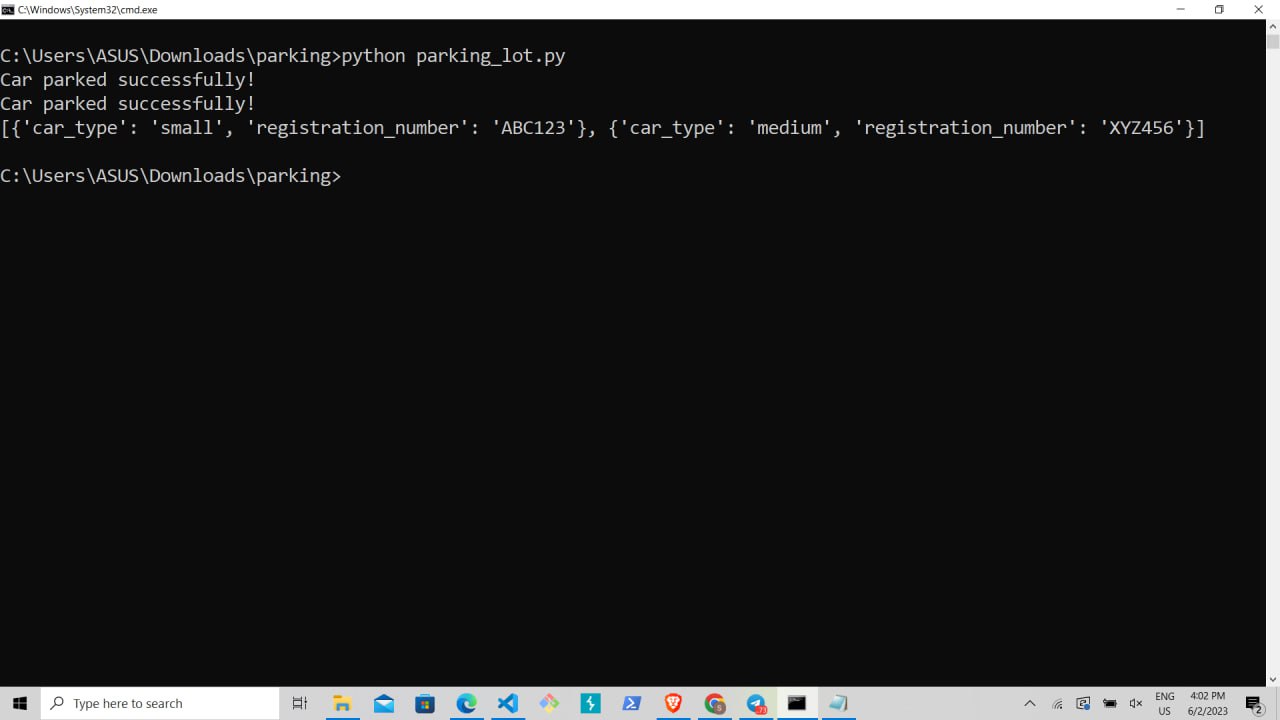 C:\Windows\System32\cmd.exe
C:\Users\ASUS\Downloads\parking>python parking_lot.py
Car parked successfully!
Car parked successfully!
[{'car_type': 'small', 'registration_number': 'ABC123'}, {'car_type': 'medium', 'registration_number': 'XYZ456'}]
C:\Users\ASUS\Downloads\parking>
Type here to search
ENG
US
4:02 PM
6/2/2023
2